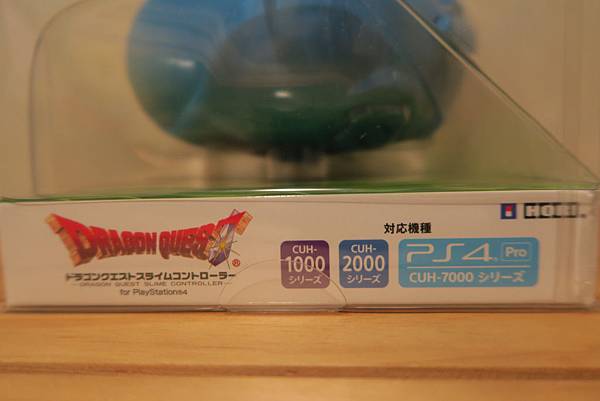 DRAGON QUEST
®
ドラゴンクエストスライムコントローラー
DRAGON QUEST SLIME CONTROLLER
for PlayStation®4
対応機種
CUH-
1000
シリーズ
CUH-
2000
シリーズ
PS4 Pro
CUH-7000 シリーズ
HORI